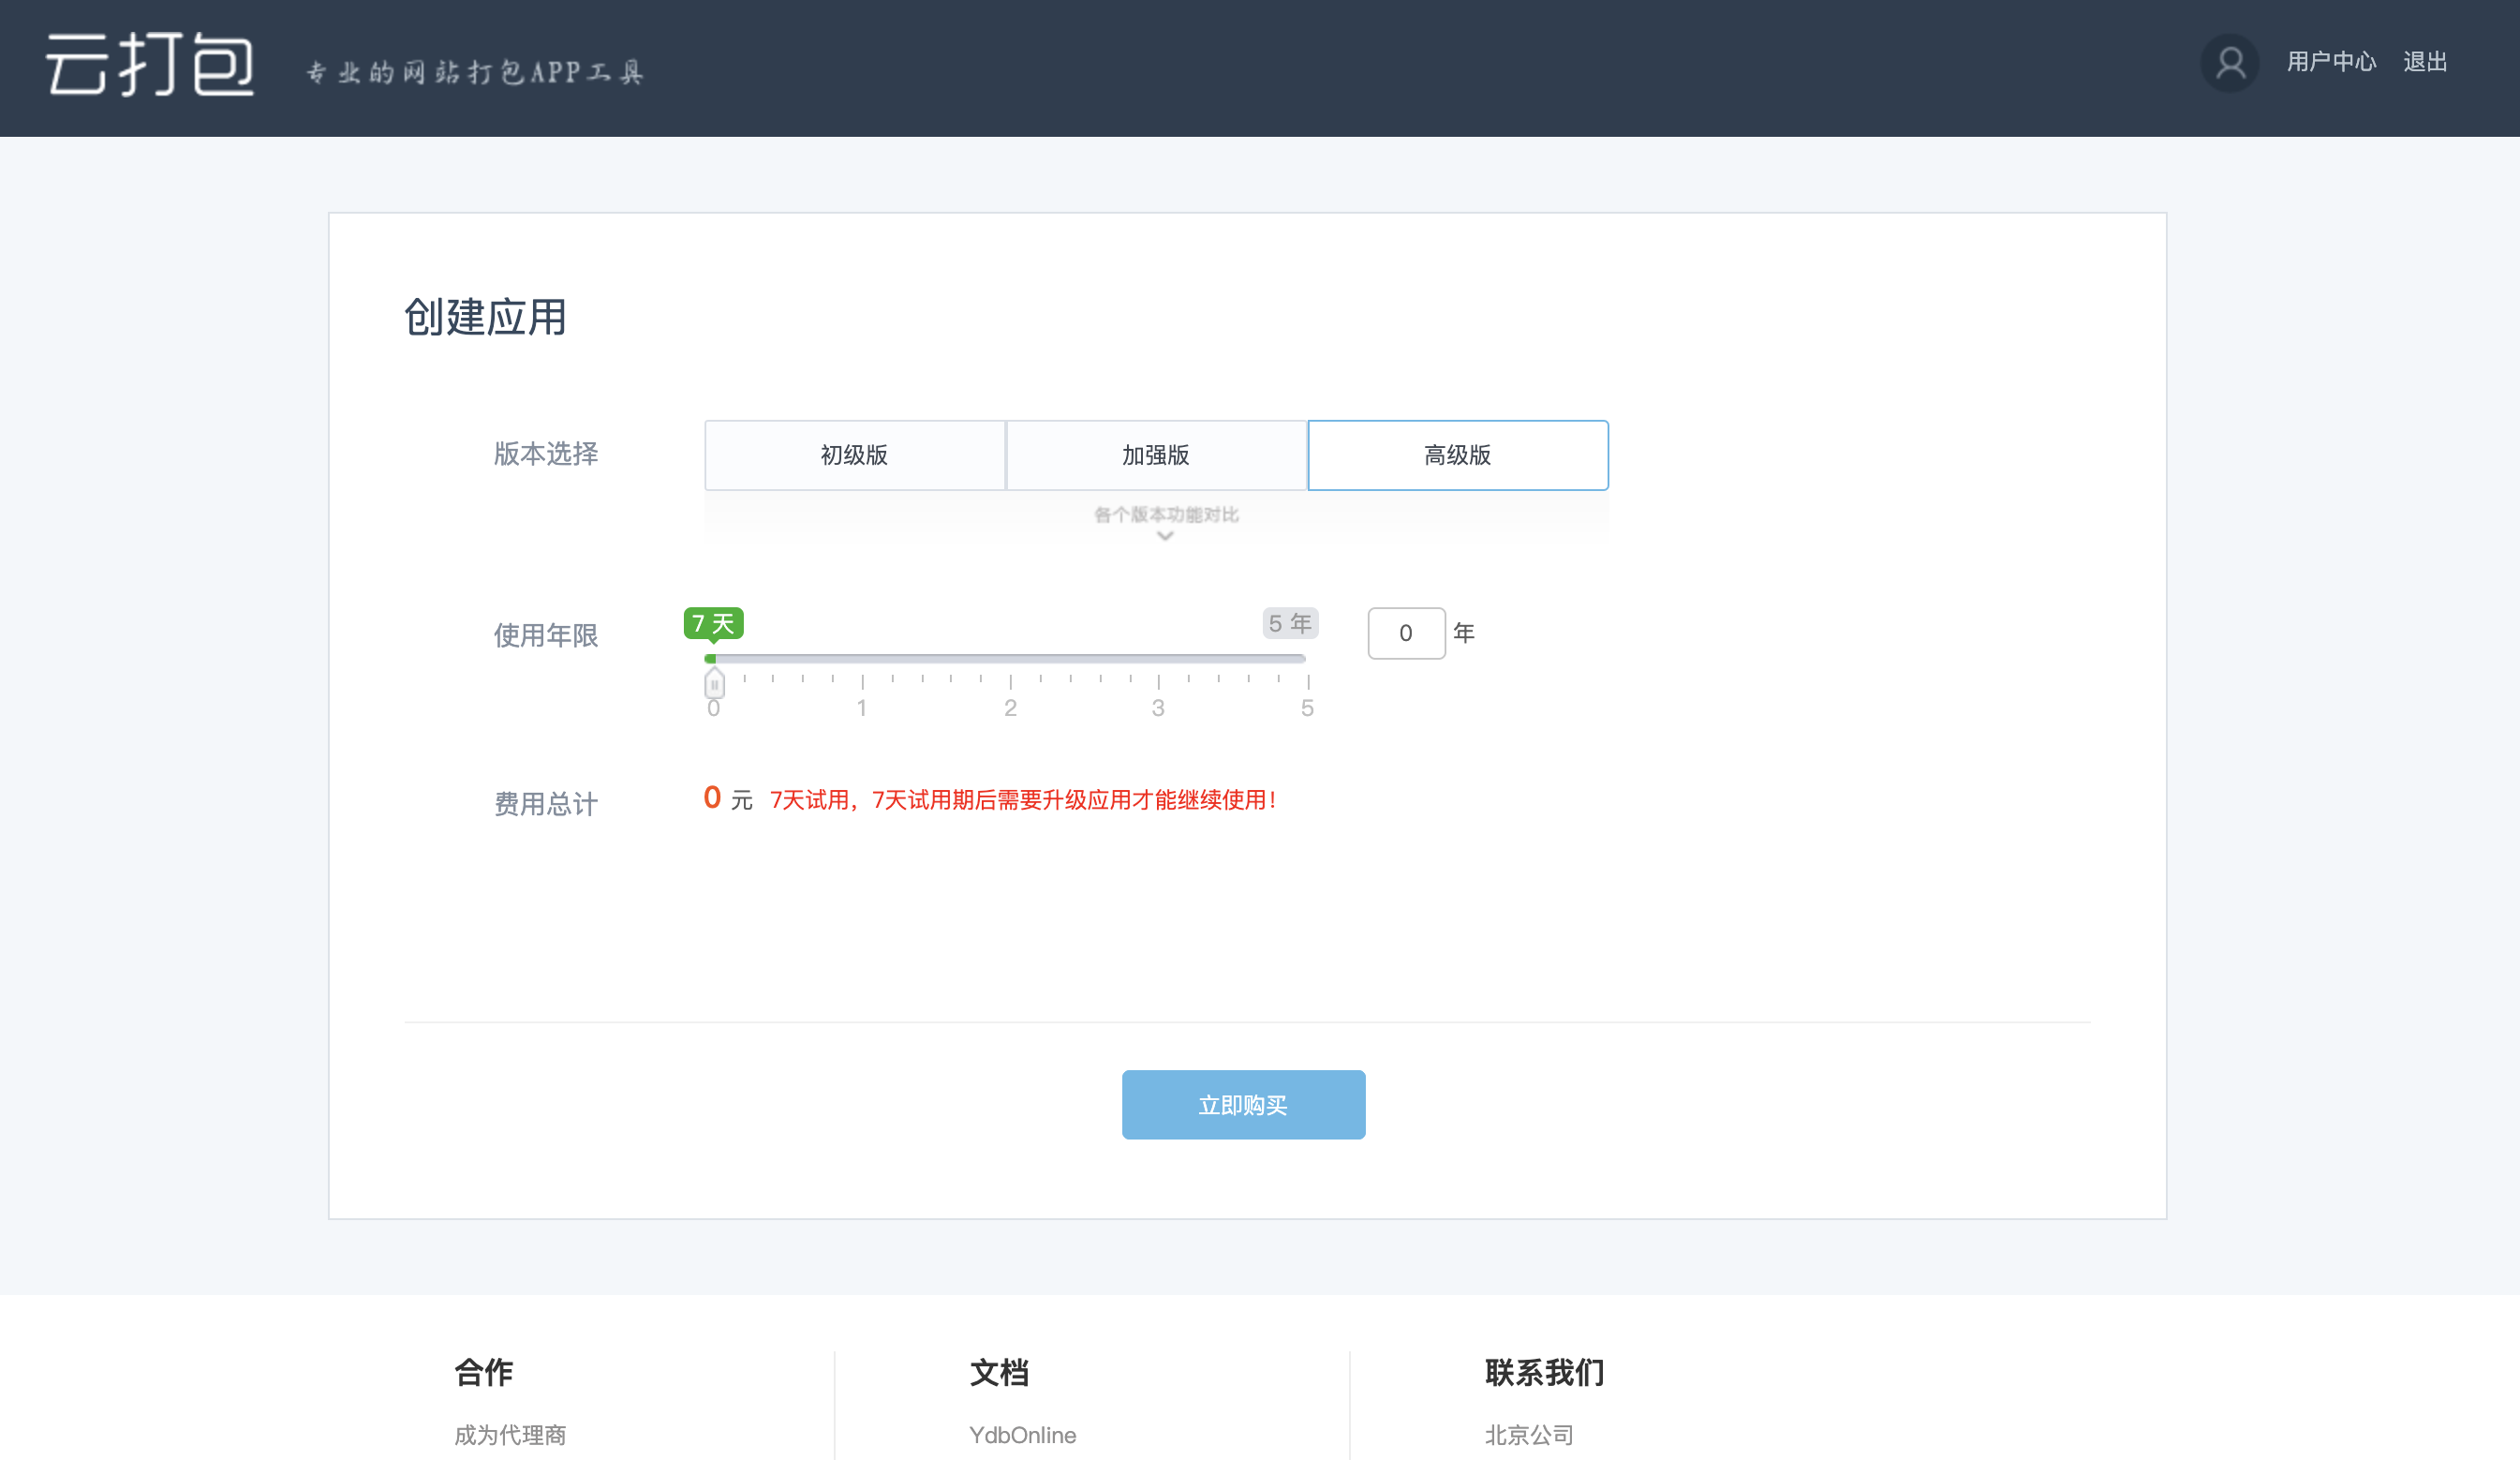 云打包 专业的网站打包APP工具 用户中心 退出
创建应用
版本选择 初级版 加强版 高级版
各个版本功能对比
使用年限 7 天 5 年 0 年
0 1 2 3 5
费用总计 0 元 7天试用，7天试用期后需要升级应用才能继续使用！
立即购买
合作 文档 联系我们
成为代理商 YdbOnline 北京公司